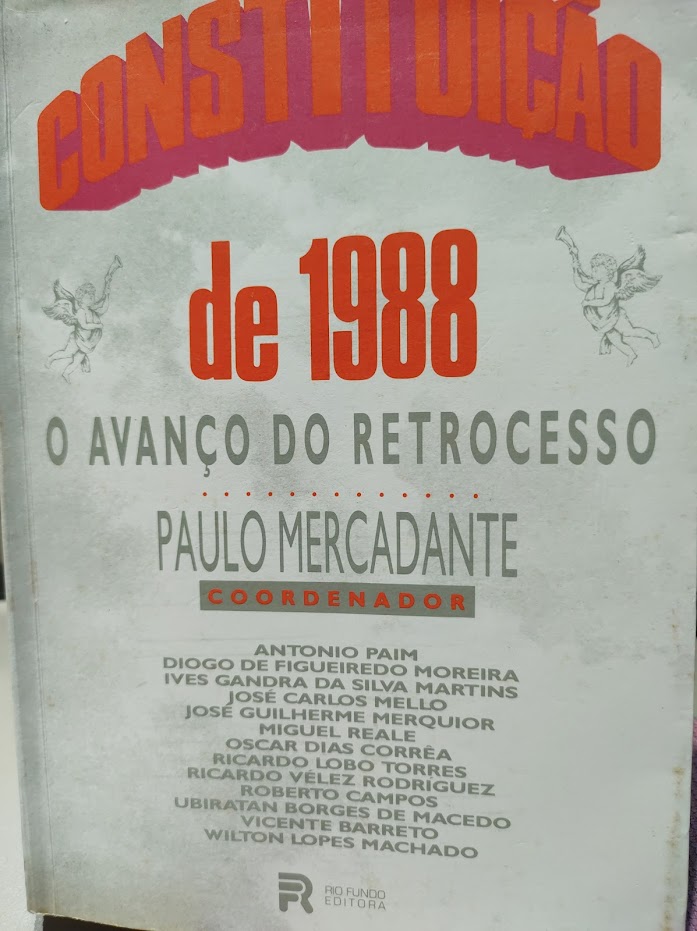 CONSTITUIÇÃO
de 1988
O AVANÇO DO RETROCESSO
PAULO MERCADANTE
COORDENADOR
ANTONIO PAIM
DIOGO DE FIGUEIREDO MOREIRA
IVES GANDRA DA SILVA MARTINS
JOSÉ CARLOS MELLO
JOSÉ GUILHERME MERQUIOR
MIGUEL REALE
OSCAR DIAS CORRÊA
RICARDO LOBO TORRES
RICARDO VÉLEZ RODRIGUEZ
ROBERTO CAMPOS
UBIRATAN BORGES DE MACEDO
VICENTE BARRETO
WILTON LOPES MACHADO
RIO FUNDO
EDITORA